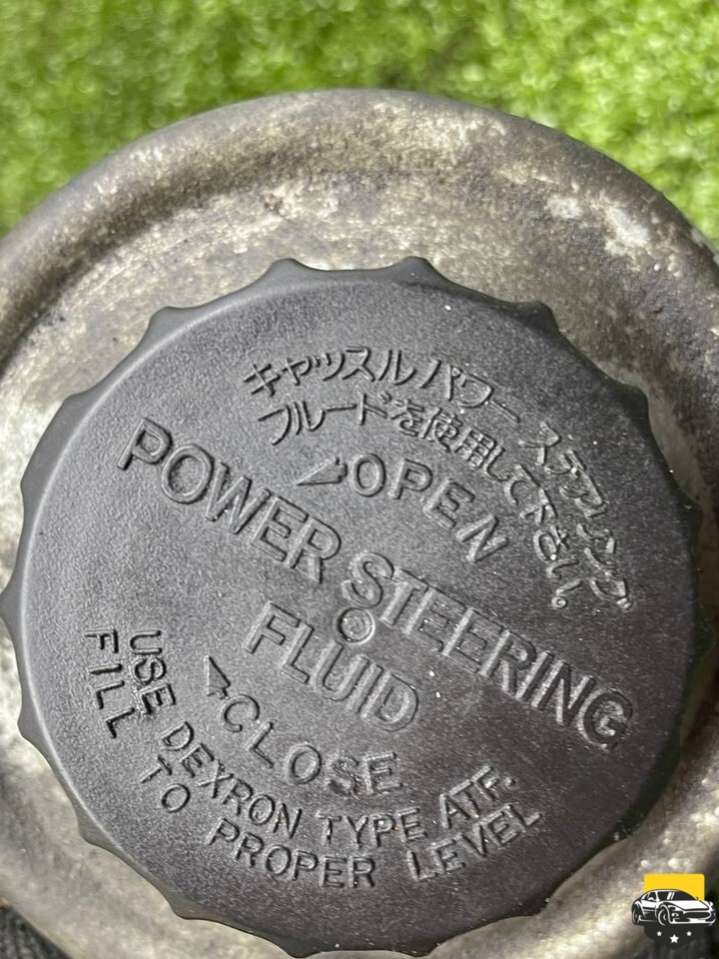 キャッスル パワー ステアリング
フルードを使用して下さい。
OPEN
POWER STEERING
FLUID
CLOSE
USE DEXRON TYPE ATF.
FILL TO PROPER LEVEL